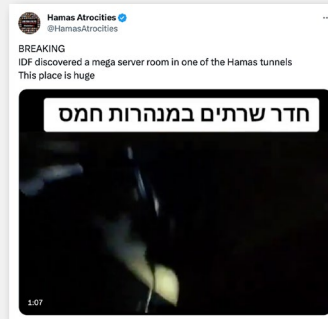 Hamas Atrocities
@HamasAtrocities
BREAKING
IDF discovered a mega server room in one of the Hamas tunnels
This place is huge
חדר שרתים במנהרות חמס
1:07